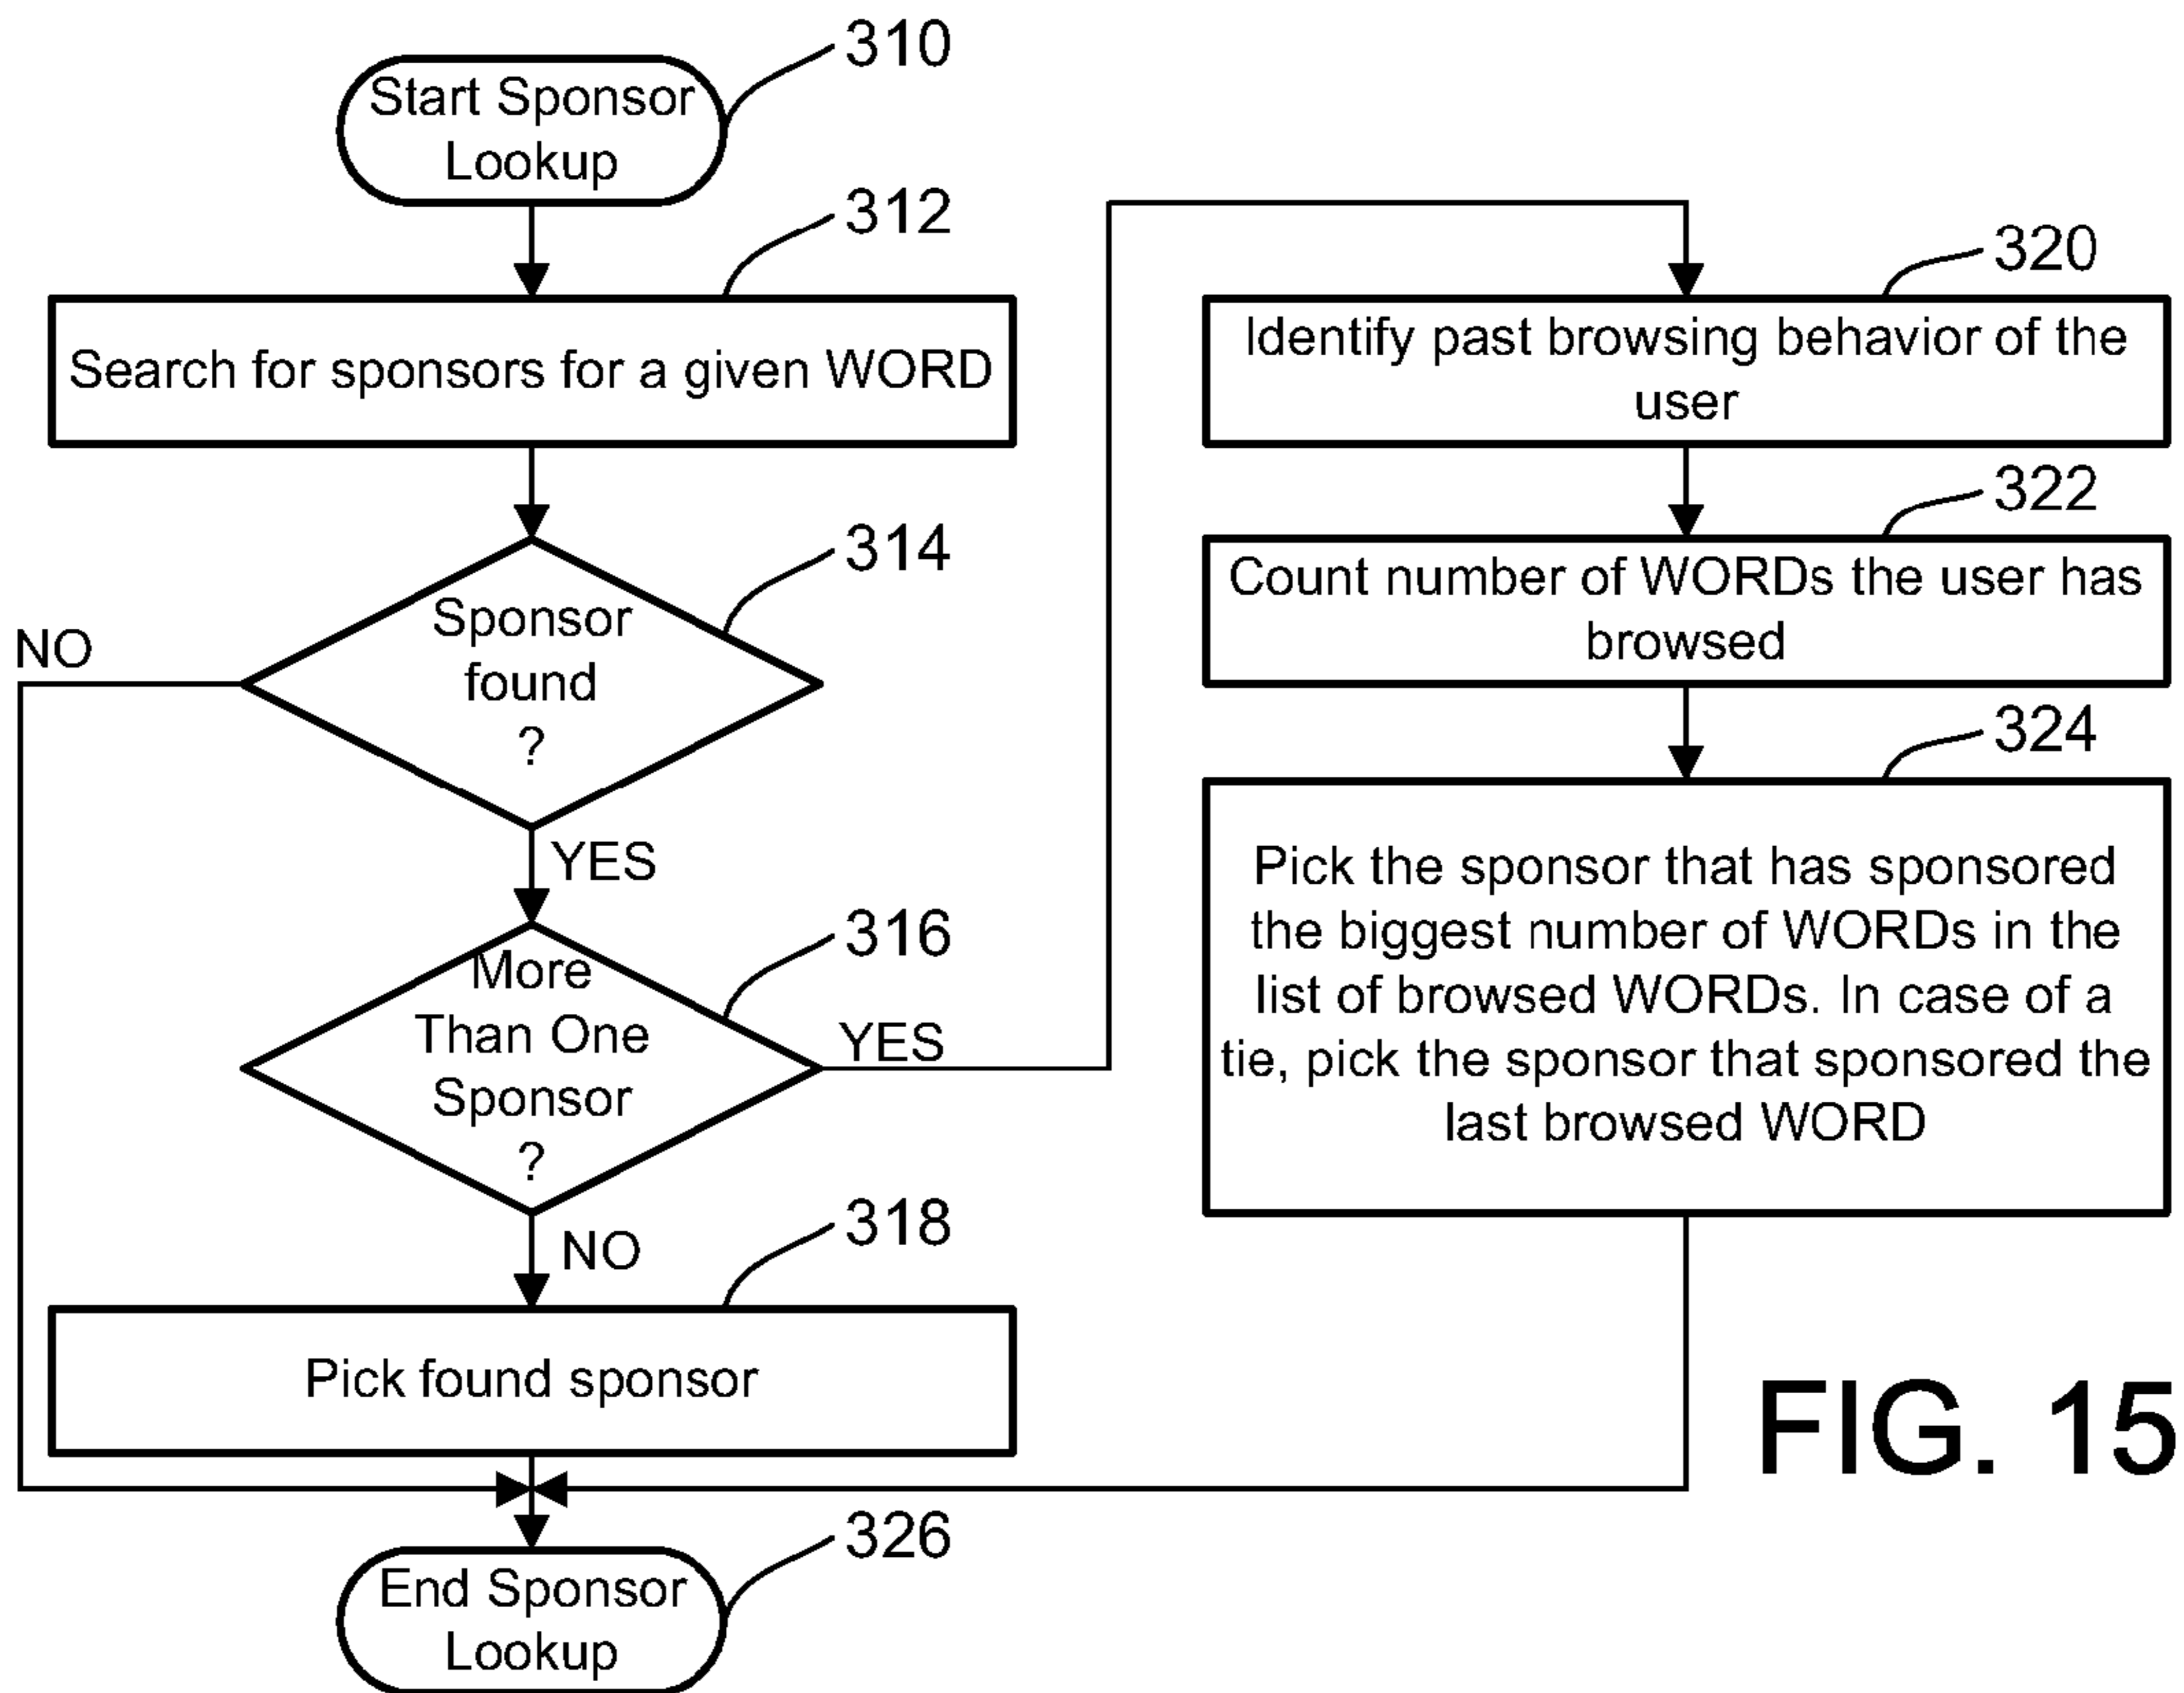 310
Start Sponsor
Lookup
312
Search for sponsors for a given WORD
314
Sponsor
found
?
NO
YES
316
More
Than One
Sponsor
?
YES
NO
318
Pick found sponsor
320
Identify past browsing behavior of the
user
322
Count number of WORDs the user has
browsed
324
Pick the sponsor that has sponsored
the biggest number of WORDs in the
list of browsed WORDs. In case of a
tie, pick the sponsor that sponsored the
last browsed WORD
326
End Sponsor
Lookup
FIG. 15